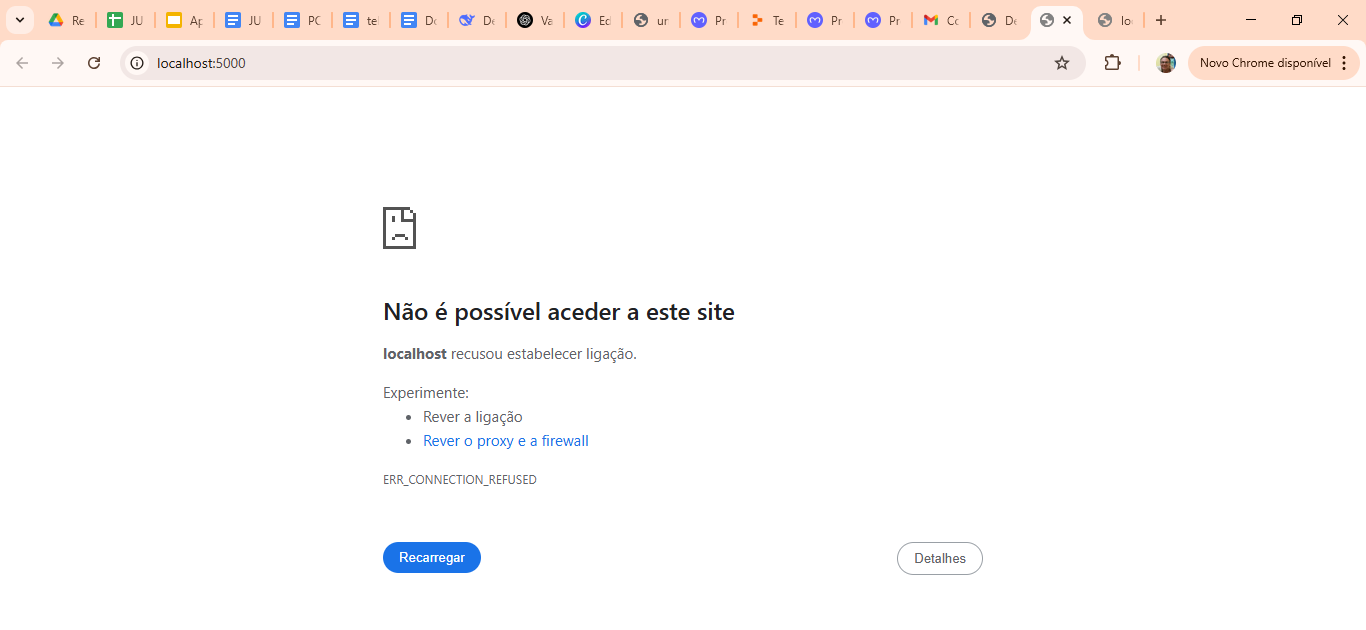 Re
JU
Ap
JU
PC
te
Do
De
Va
Ed
ur
Pr
Te
Pr
Pr
Cc
De
lo
localhost:5000
Novo Chrome disponível
Não é possível aceder a este site
localhost recusou estabelecer ligação.
Experimente:
Rever a ligação
Rever o proxy e a firewall
ERR_CONNECTION_REFUSED
Recarregar
Detalhes